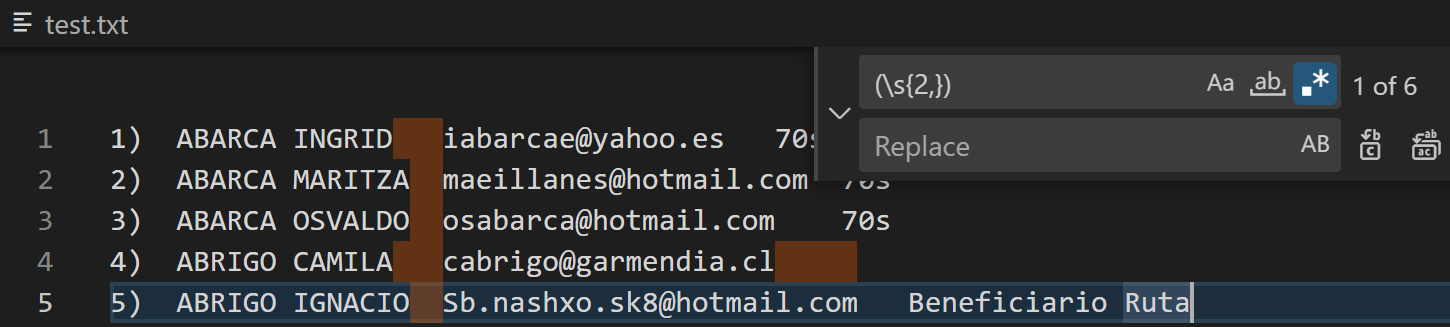 test.txt
(\s{2,})
Aa
ab
.*
1 of 6
Replace
AB
1 1) ABARCA INGRID iabarcae@yahoo.es 70s
2 2) ABARCA MARITZA maeillanes@hotmail.com 70s
3 3) ABARCA OSVALDO osabarca@hotmail.com 70s
4 4) ABRIGO CAMILA cabrigo@garmendia.cl
5 5) ABRIGO IGNACIO Sb.nashxo.sk8@hotmail.com Beneficiario Ruta